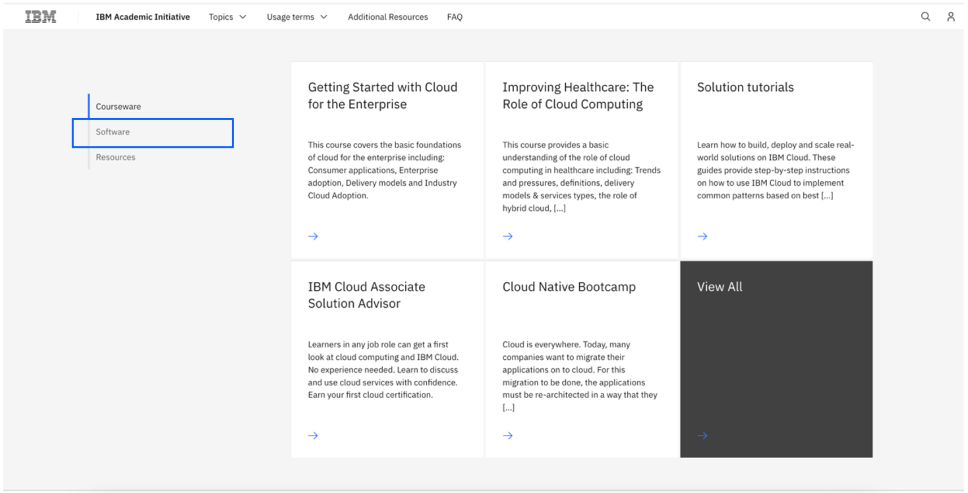 IBM IBM Academic Initiative Topics Usage terms Additional Resources FAQ
Courseware
Software
Resources
Getting Started with Cloud
for the Enterprise
This course covers the basic foundations
of cloud for the enterprise including:
Consumer applications, Enterprise
adoption, Delivery models and Industry
Cloud Adoption.
Improving Healthcare: The
Role of Cloud Computing
This course provides a basic
understanding of the role of cloud
computing in healthcare including: Trends
and pressures, definitions, delivery
models & services types, the role of
hybrid cloud, [...]
Solution tutorials
Learn how to build, deploy and scale real-
world solutions on IBM Cloud. These
guides provide step-by-step instructions
on how to use IBM Cloud to implement
common patterns based on best [...]
IBM Cloud Associate
Solution Advisor
Learners in any job role can get a first
look at cloud computing and IBM Cloud.
No experience needed. Learn to discuss
and use cloud services with confidence.
Earn your first cloud certification.
Cloud Native Bootcamp
Cloud is everywhere. Today, many
companies want to migrate their
applications on to cloud. For this
migration to be done, the applications
must be re-architected in a way that they
[...]
View All